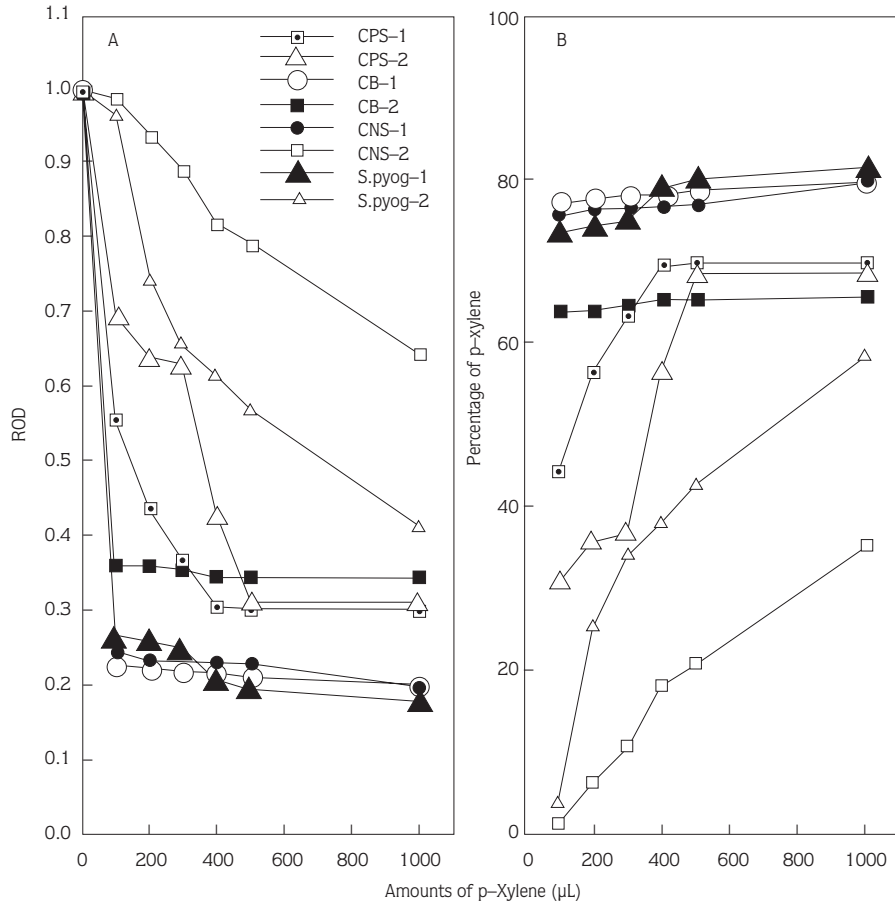 A
B
CPS–1
CPS–2
CB–1
CB–2
CNS–1
CNS–2
S.pyog–1
S.pyog–2
ROD
1.1
1.0
0.9
0.8
0.7
0.6
0.5
0.4
0.3
0.2
0.1
0.0
0 200 400 600 800 1000
Percentage of p–xylene
100
80
60
40
20
0
0 200 400 600 800 1000
Amounts of p–Xylene (µL)